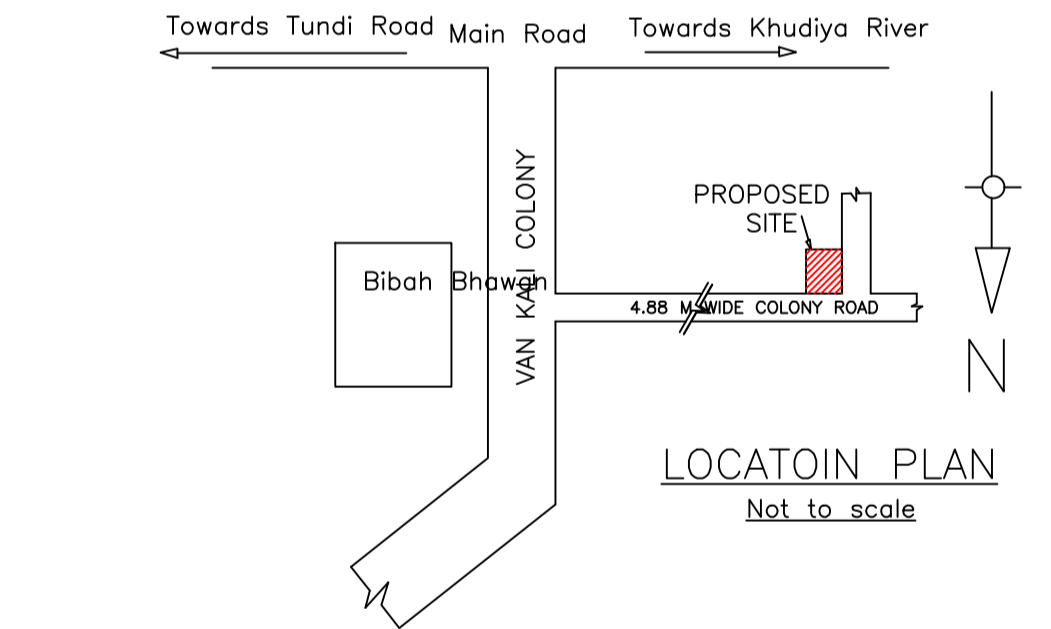 Towards Tundi Road
Main Road
Towards Khudiya River
VAN KALI COLONY
PROPOSED
SITE
Bibah Bhawan
4.88 M. WIDE COLONY ROAD
N
LOCATOIN PLAN
Not to scale